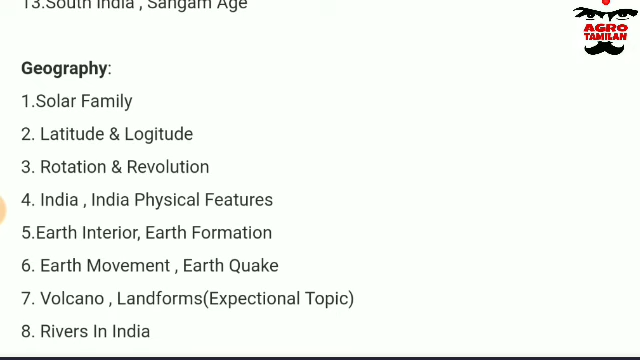 13.South India , Sangam Age
AGRO
TAMILAN
Geography:
1.Solar Family
2. Latitude & Logitude
3. Rotation & Revolution
4. India , India Physical Features
5.Earth Interior, Earth Formation
6. Earth Movement , Earth Quake
7. Volcano , Landforms(Expectional Topic)
8. Rivers In India